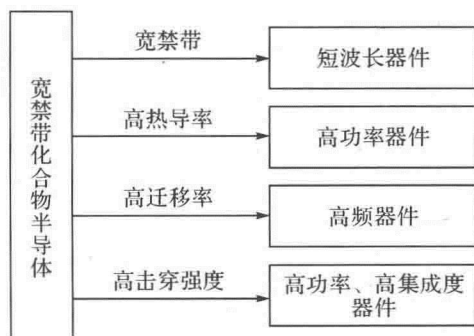 宽禁带化合物半导体
宽禁带
短波长器件
高热导率
高功率器件
高迁移率
高频器件
高击穿强度
高功率、高集成度
器件